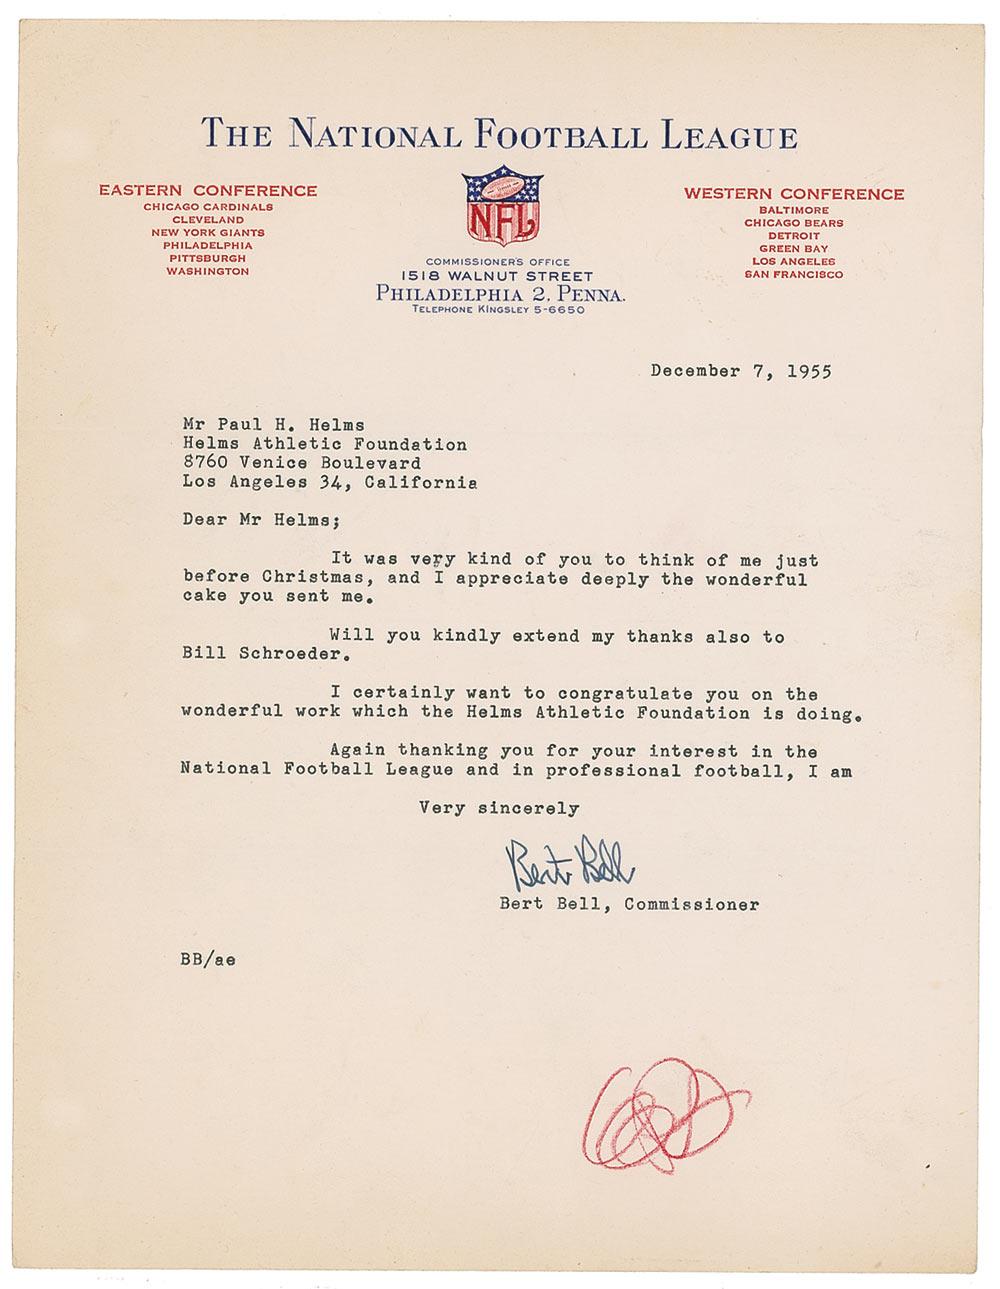 THE NATIONAL FOOTBALL LEAGUE
EASTERN CONFERENCE
CHICAGO CARDINALS
CLEVELAND
NEW YORK GIANTS
PHILADELPHIA
PITTSBURGH
WASHINGTON
NFL
COMMISSIONER'S OFFICE
1518 WALNUT STREET
PHILADELPHIA 2, PENNA.
TELEPHONE KINGSLEY 5-6650
WESTERN CONFERENCE
BALTIMORE
CHICAGO BEARS
DETROIT
GREEN BAY
LOS ANGELES
SAN FRANCISCO
December 7, 1955
Mr Paul H. Helms
Helms Athletic Foundation
8760 Venice Boulevard
Los Angeles 34, California
Dear Mr Helms;
It was very kind of you to think of me just
before Christmas, and I appreciate deeply the wonderful
cake you sent me.
Will you kindly extend my thanks also to
Bill Schroeder.
I certainly want to congratulate you on the
wonderful work which the Helms Athletic Foundation is doing.
Again thanking you for your interest in the
National Football League and in professional football, I am
Very sincerely
Bert Bell
Bert Bell, Commissioner
BB/ae